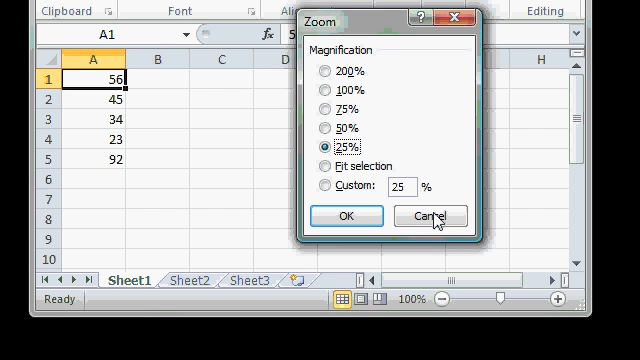 Clipboard Font Ali Editing
Zoom ?
A1 fx 5
Magnification
A B C D H
200%
100%
75%
50%
25%
Fit selection
Custom: 25 %
OK Cancel
1 56
2 45
3 34
4 23
5 92
6
7
8
9
10
Sheet1 Sheet2 Sheet3
Ready 100%